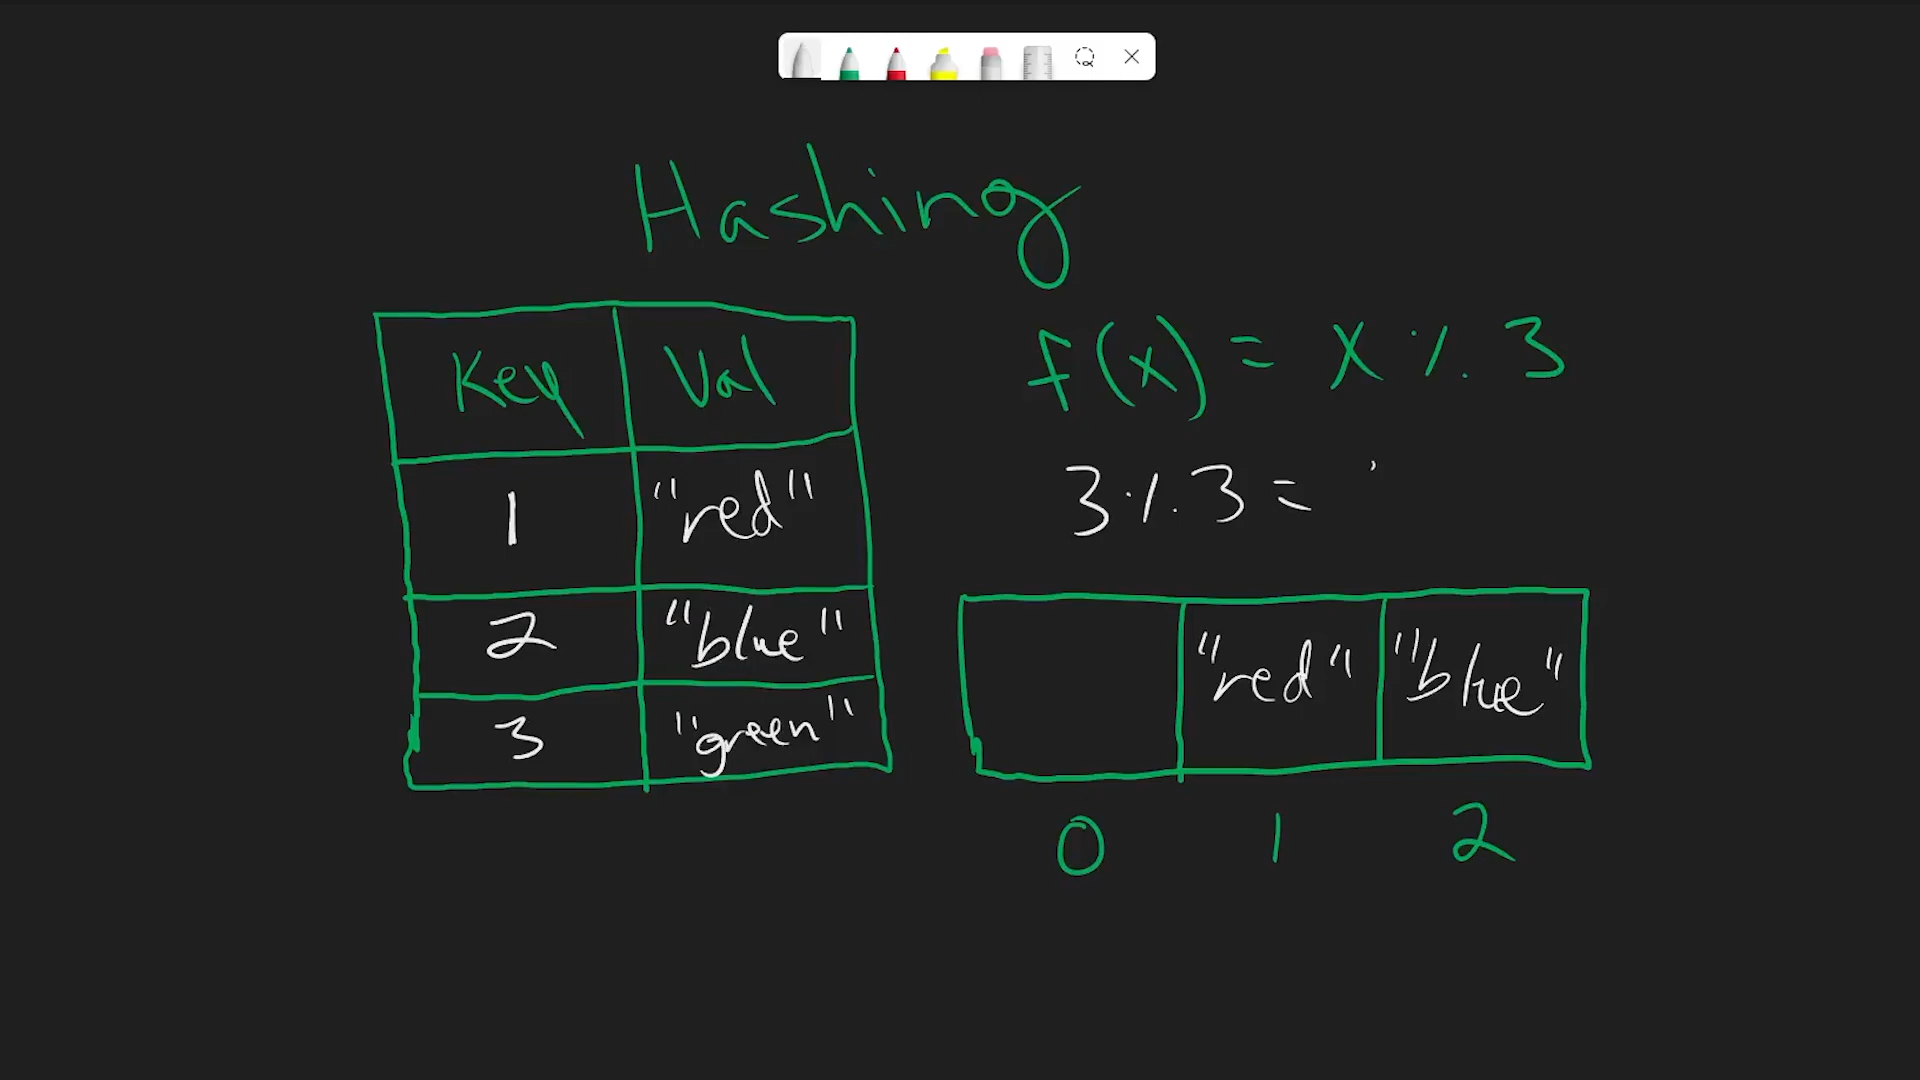 Hashing
f(x) = x % 3
Key Val
1 "red"
2 "blue"
3 "green"
3 % 3 =
"red" "blue"
0 1 2